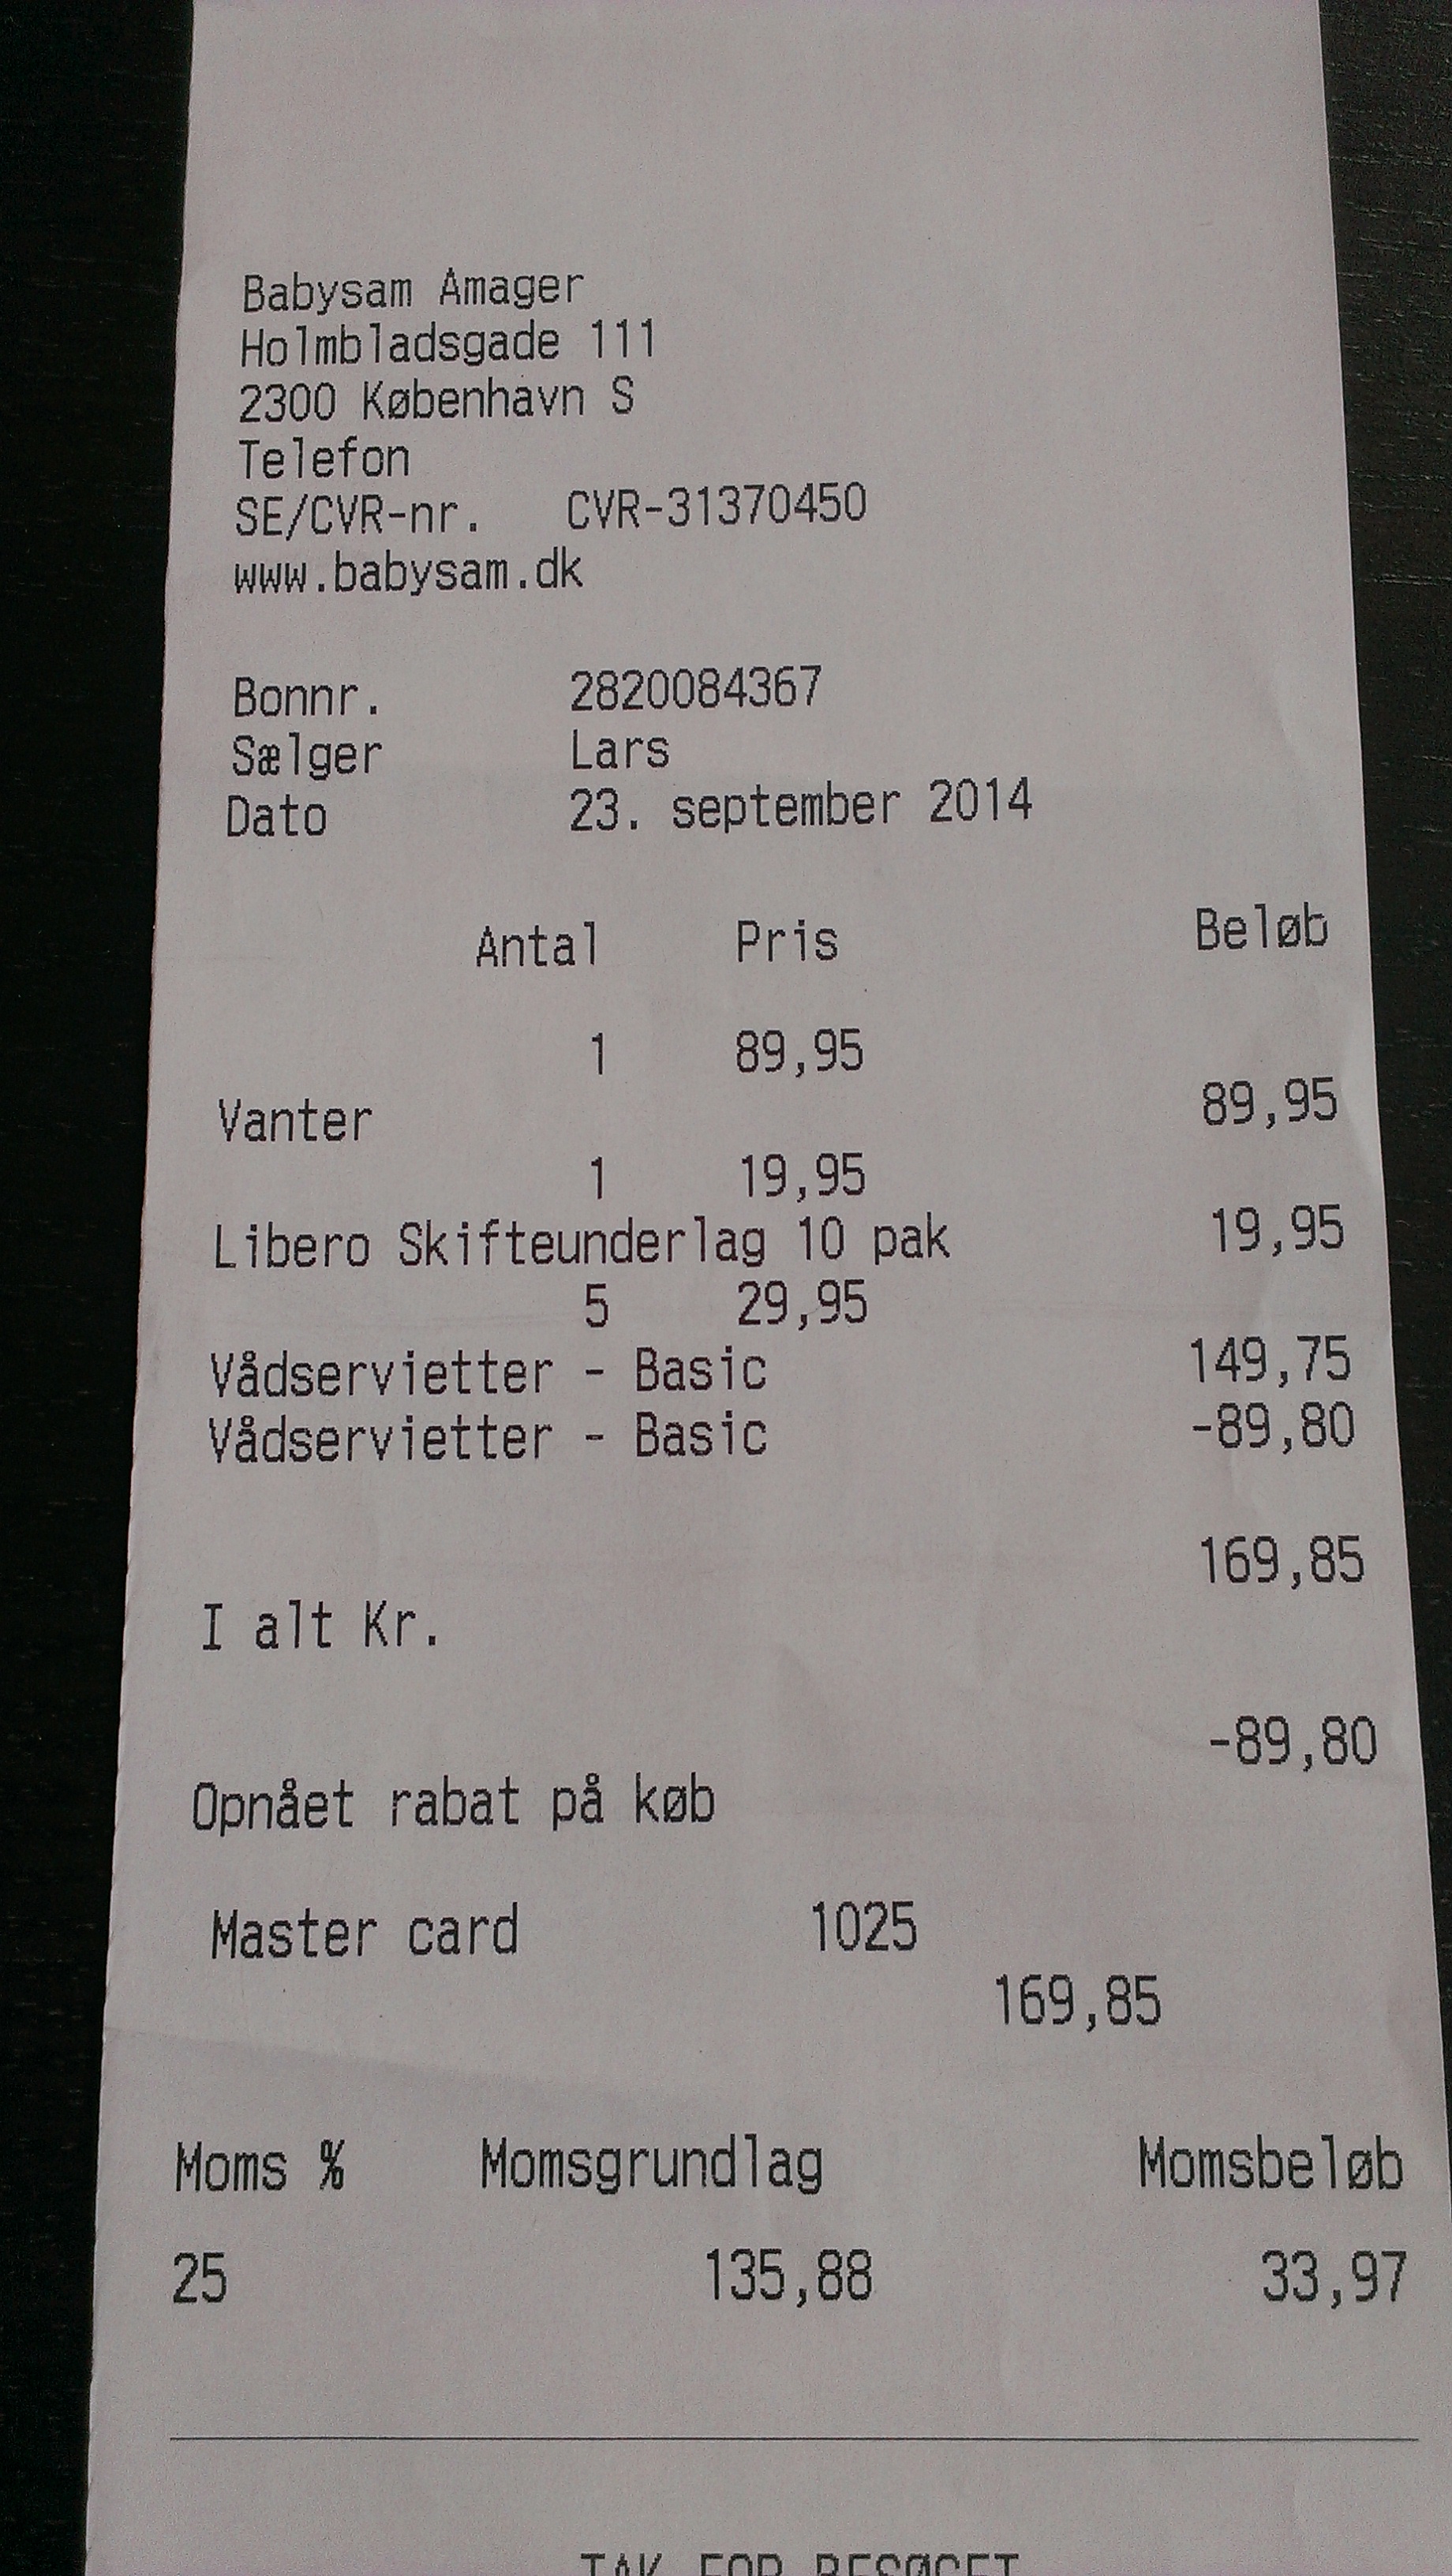 Babysam Amager
Holmbladsgade 111
2300 København S
Telefon
SE/CVR-nr. CVR-31370450
www.babysam.dk
Bonnr. 2820084367
Sælger Lars
Dato 23. september 2014
Antal Pris Beløb
1 89,95
Vanter 89,95
1 19,95
Libero Skifteunderlag 10 pak 19,95
5 29,95
Vådservietter - Basic 149,75
Vådservietter - Basic -89,80
169,85
I alt Kr.
-89,80
Opnået rabat på køb
Master card 1025
169,85
Moms % Momsgrundlag Momsbeløb
25 135,88 33,97
TAK FOR BESØGET